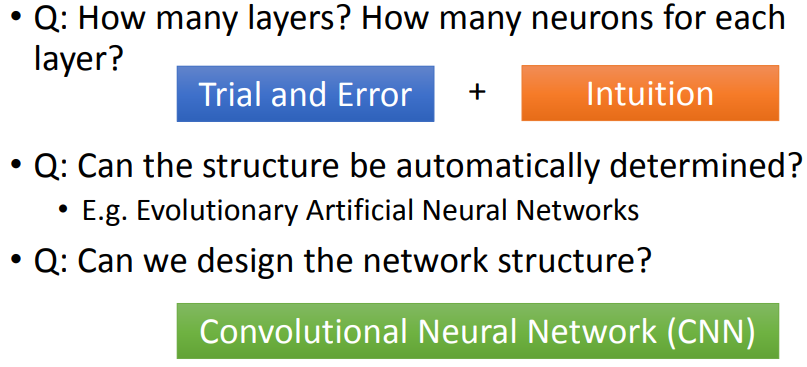 • Q: How many layers? How many neurons for each
layer?
Trial and Error + Intuition
• Q: Can the structure be automatically determined?
• E.g. Evolutionary Artificial Neural Networks
• Q: Can we design the network structure?
Convolutional Neural Network (CNN)